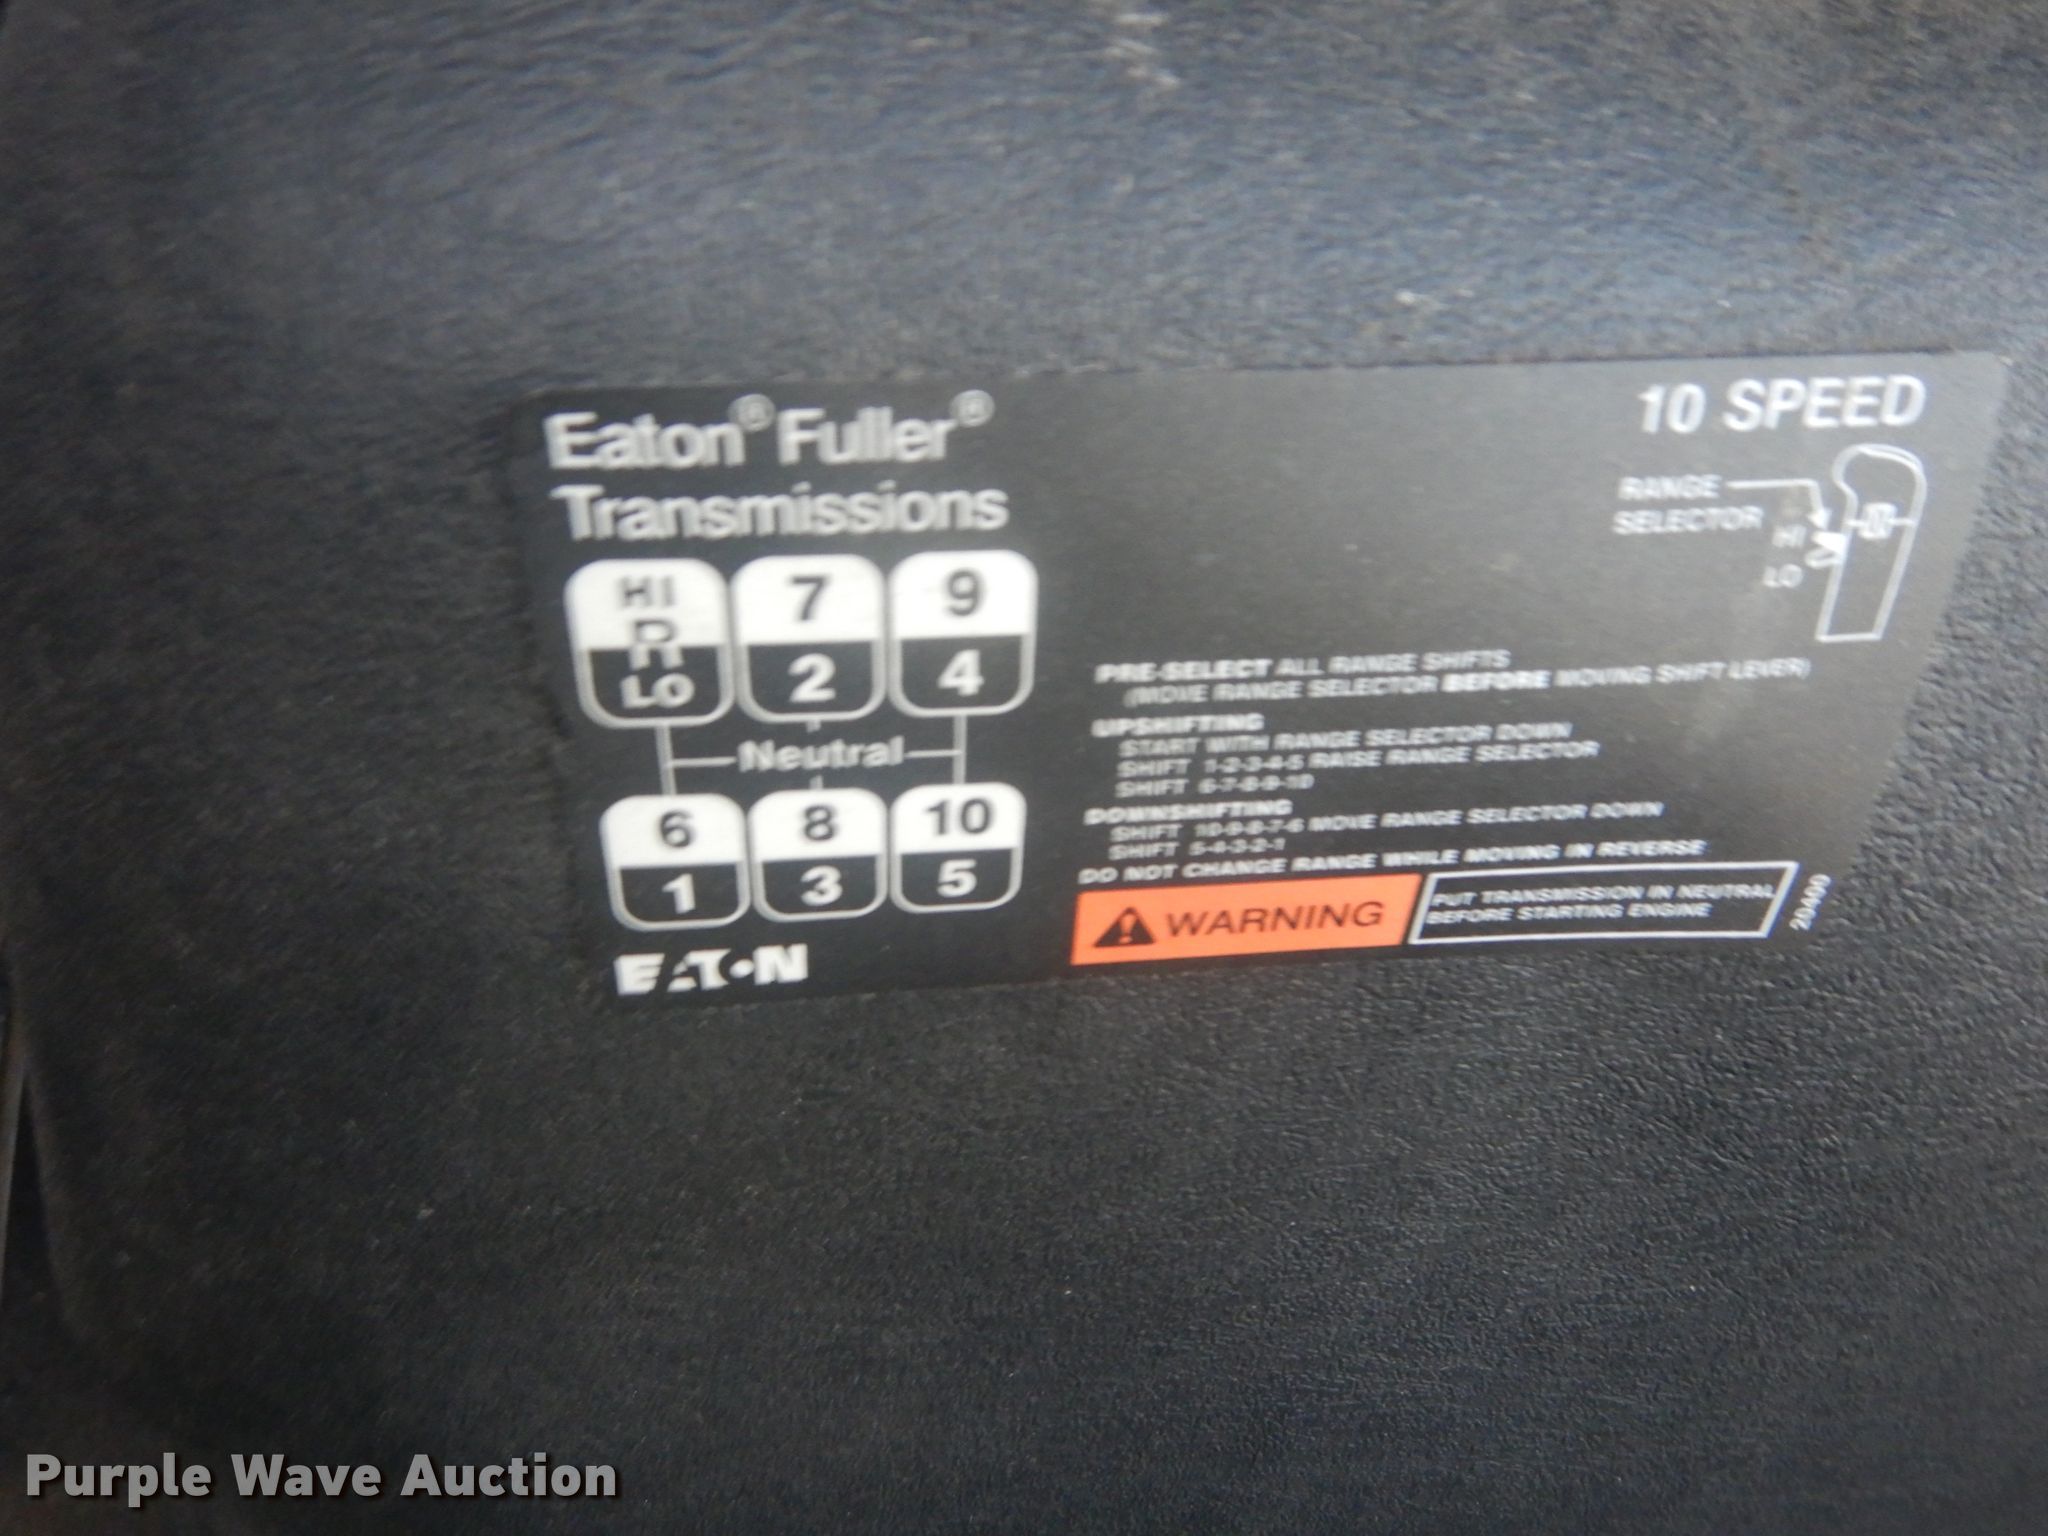 Eaton® Fuller®
Transmissions
10 SPEED
RANGE
SELECTOR
HI
LO
HI
R
LO
7
2
9
4
Neutral
6
1
8
3
10
5
EATON
PRE-SELECT ALL RANGE SHIFTS
(MOVE RANGE SELECTOR BEFORE MOVING SHIFT LEVER)
UPSHIFTING
START WITH RANGE SELECTOR DOWN
SHIFT 1-2-3-4-5 RAISE RANGE SELECTOR
SHIFT 6-7-8-9-10
DOWNSHIFTING
SHIFT 10-9-8-7-6 MOVE RANGE SELECTOR DOWN
SHIFT 5-4-3-2-1
DO NOT CHANGE RANGE WHILE MOVING IN REVERSE
WARNING
PUT TRANSMISSION IN NEUTRAL
BEFORE STARTING ENGINE
20400
Purple Wave Auction